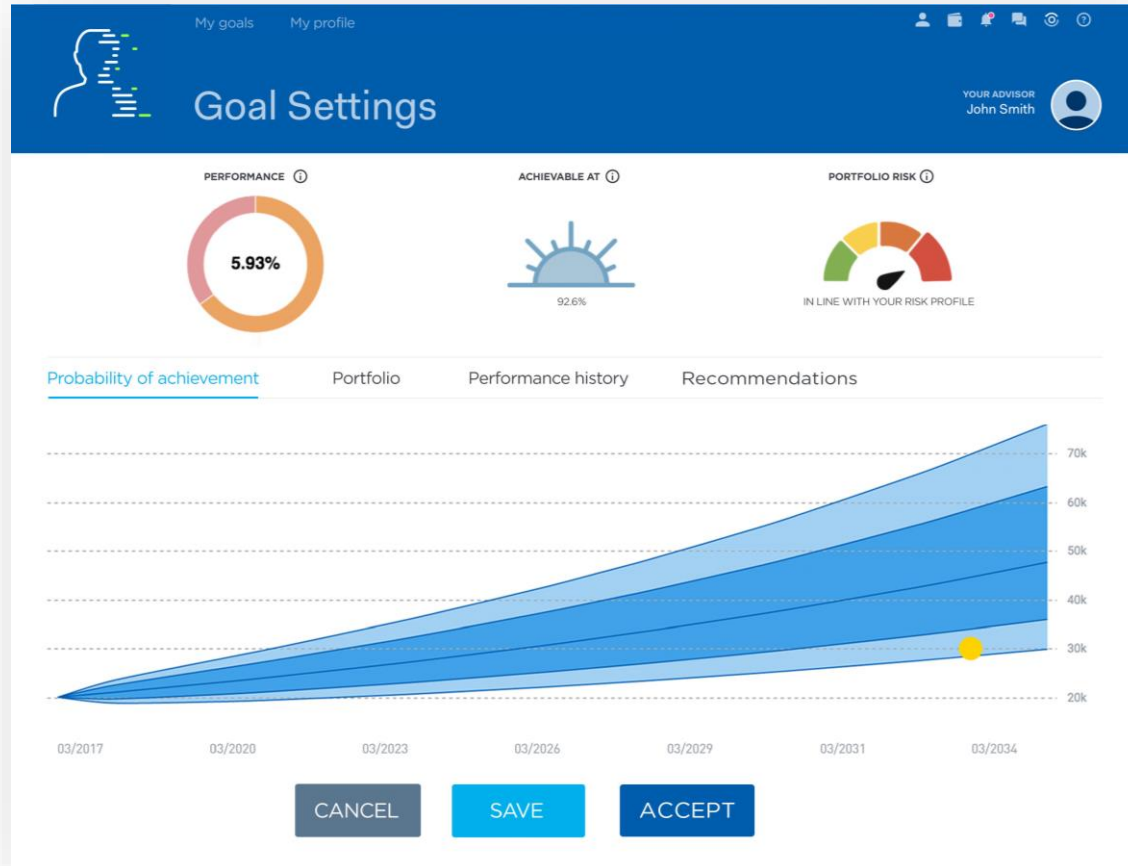 My goals My profile
Goal Settings
YOUR ADVISOR
John Smith
PERFORMANCE
5.93%
ACHIEVABLE AT
92.6%
PORTFOLIO RISK
IN LINE WITH YOUR RISK PROFILE
Probability of achievement Portfolio Performance history Recommendations
70k
60k
50k
40k
30k
20k
03/2017 03/2020 03/2023 03/2026 03/2029 03/2031 03/2034
CANCEL SAVE ACCEPT